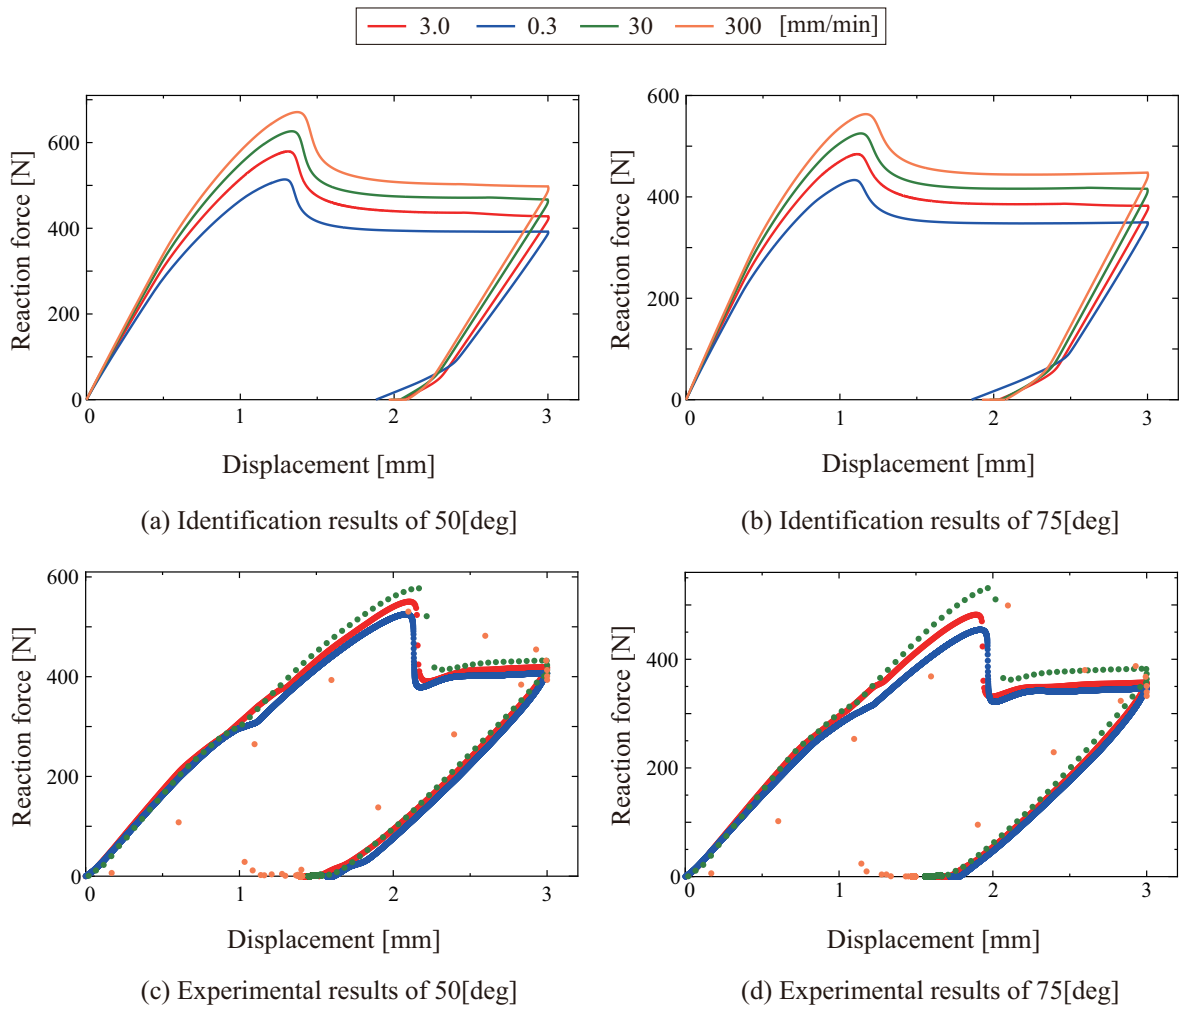 3.0 0.3 30 300 [mm/min]
Reaction force [N]
600
400
200
0
0 1 2 3
Displacement [mm]
(a) Identification results of 50[deg]
Reaction force [N]
600
400
200
0
0 1 2 3
Displacement [mm]
(b) Identification results of 75[deg]
Reaction force [N]
600
400
200
0
0 1 2 3
Displacement [mm]
(c) Experimental results of 50[deg]
Reaction force [N]
400
200
0
0 1 2 3
Displacement [mm]
(d) Experimental results of 75[deg]